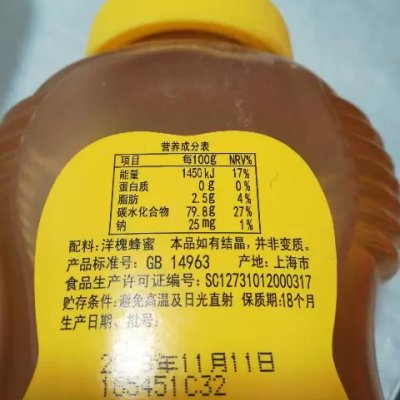 营养成分表
项目 每100g NRV%
能量 1450kJ 17%
蛋白质 0g 0%
脂肪 2.5g 4%
碳水化合物 79.8g 27%
钠 25mg 1%
配料: 洋槐蜂蜜 本品如有结晶, 并非变质。
产品标准号: GB 14963 产地: 上海市
食品生产许可证编号: SC12731012000317
贮存条件: 避免高温及日光直射 保质期: 18个月
生产日期、批号:
年11月11日
165451C32